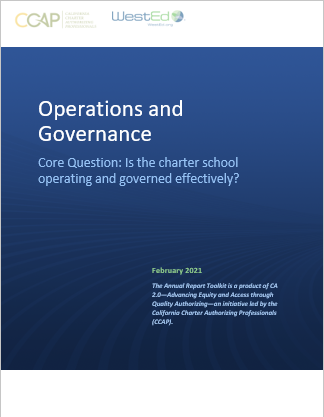 CCAP
CALIFORNIA
CHARTER
AUTHORIZING
PROFESSIONALS
WestEd
WestEd.org
Operations and
Governance
Core Question: Is the charter school
operating and governed effectively?
February 2021
The Annual Report Toolkit is a product of CA
2.0—Advancing Equity and Access through
Quality Authorizing—an initiative led by the
California Charter Authorizing Professionals
(CCAP).